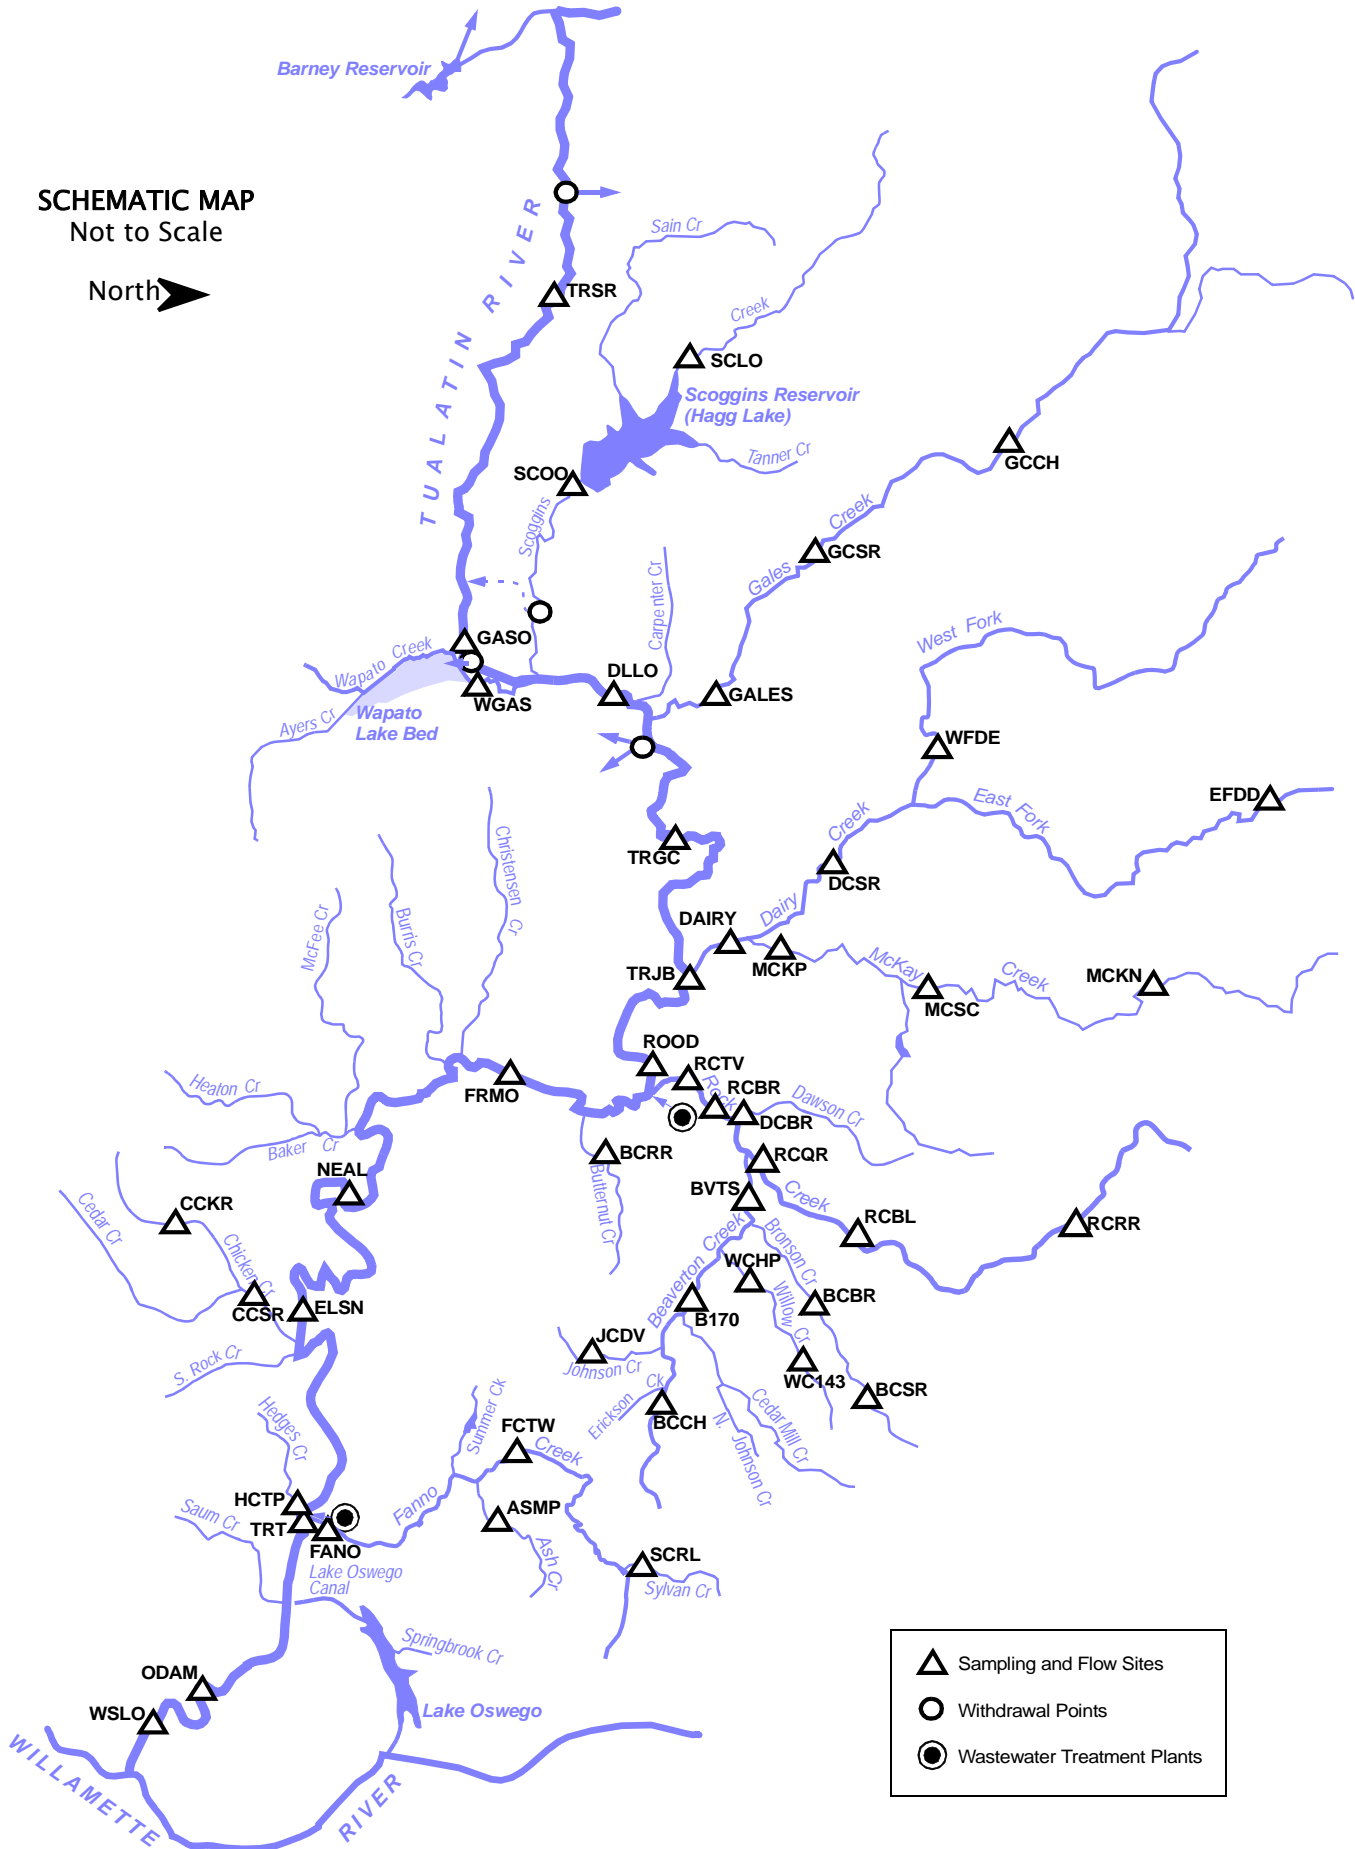 Barney Reservoir
SCHEMATIC MAP
Not to Scale
North
TUALATIN RIVER
TRSR
Sain Cr
Creek
SCLO
Scoggins Reservoir
(Hagg Lake)
Tanner Cr
SCOO
Scoggins
GCCH
Creek
GCSR
Gales
Carpenter Cr
GASO
Wapato Creek
WGAS
DLLO
GALES
Ayers Cr
Wapato
Lake Bed
West Fork
WFDE
East Fork
EFDD
Creek
DCSR
TRGC
Christensen Cr
Burris Cr
McFee Cr
DAIRY
Dairy
MCKP
McKay
Creek
MCKN
MCSC
TRJB
ROOD
RCTV
Rock
RCBR
DCBR
Dawson Cr
FRMO
Heaton Cr
Baker Cr
NEAL
BCRR
Butternut Cr
RCQR
BVTS
Creek
RCBL
RCRR
CCKR
Cedar Cr
Chicken Cr
CCSR
ELSN
S. Rock Cr
Beaverton Creek
Bronson Cr
WCHP
Willow Cr
BCBR
B170
JCDV
Johnson Cr
WC143
BCSR
Erickson
Ck
BCCH
Cedar Mill Cr
N. Johnson Cr
Hedges Cr
Summer Ck
FCTW
Creek
Fanno
HCTP
TRT
FANO
Saum Cr
ASMP
Ash Cr
SCRL
Sylvan Cr
Lake Oswego
Canal
Springbrook Cr
Lake Oswego
ODAM
WSLO
WILLAMETTE
RIVER
Sampling and Flow Sites
Withdrawal Points
Wastewater Treatment Plants